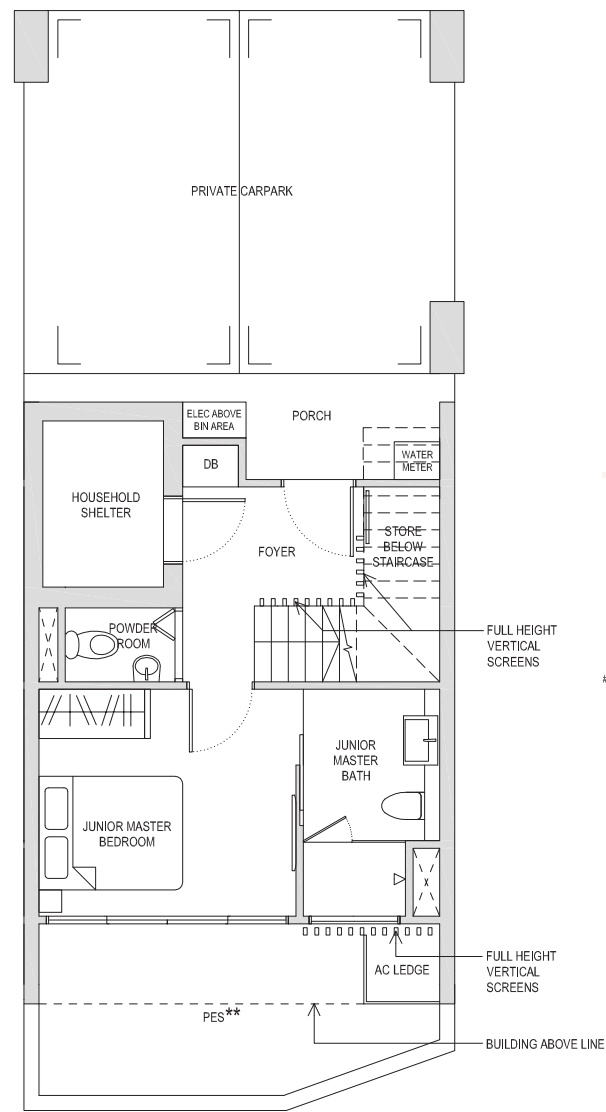 PRIVATE CARPARK
ELEC ABOVE
BIN AREA
PORCH
DB
WATER
METER
HOUSEHOLD
SHELTER
STORE
BELOW
STAIRCASE
FOYER
POWDER
ROOM
FULL HEIGHT
VERTICAL
SCREENS
#
JUNIOR
MASTER
BATH
JUNIOR MASTER
BEDROOM
AC LEDGE
FULL HEIGHT
VERTICAL
SCREENS
PES**
BUILDING ABOVE LINE